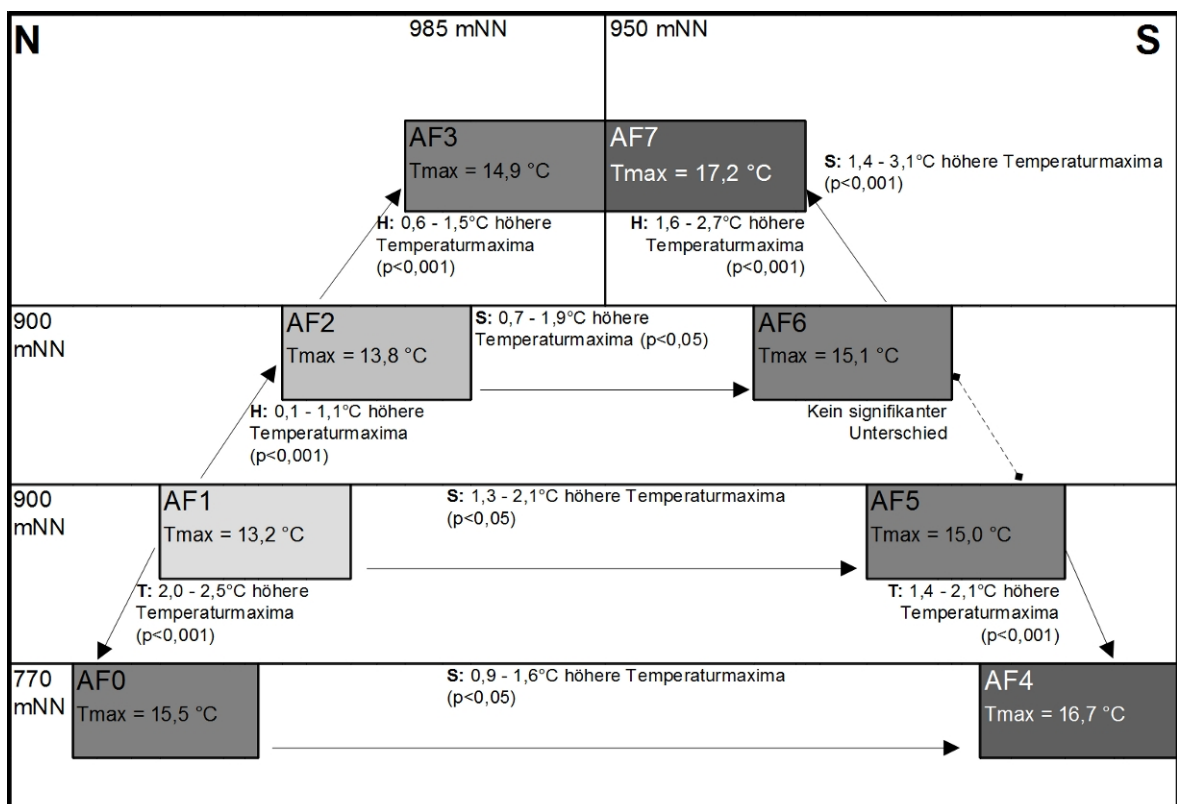 N
985 mNN
950 mNN
S
AF3
Tmax = 14,9 °C
AF7
Tmax = 17,2 °C
S: 1,4 - 3,1°C höhere Temperaturmaxima
(p<0,001)
H: 0,6 - 1,5°C höhere
Temperaturmaxima
(p<0,001)
H: 1,6 - 2,7°C höhere
Temperaturmaxima
(p<0,001)
900
mNN
AF2
Tmax = 13,8 °C
S: 0,7 - 1,9°C höhere
Temperaturmaxima (p<0,05)
AF6
Tmax = 15,1 °C
H: 0,1 - 1,1°C höhere
Temperaturmaxima
(p<0,001)
Kein signifikanter
Unterschied
900
mNN
AF1
Tmax = 13,2 °C
S: 1,3 - 2,1°C höhere Temperaturmaxima
(p<0,05)
AF5
Tmax = 15,0 °C
T: 2,0 - 2,5°C höhere
Temperaturmaxima
(p<0,001)
T: 1,4 - 2,1°C höhere
Temperaturmaxima
(p<0,001)
770
mNN
AF0
Tmax = 15,5 °C
S: 0,9 - 1,6°C höhere Temperaturmaxima
(p<0,05)
AF4
Tmax = 16,7 °C